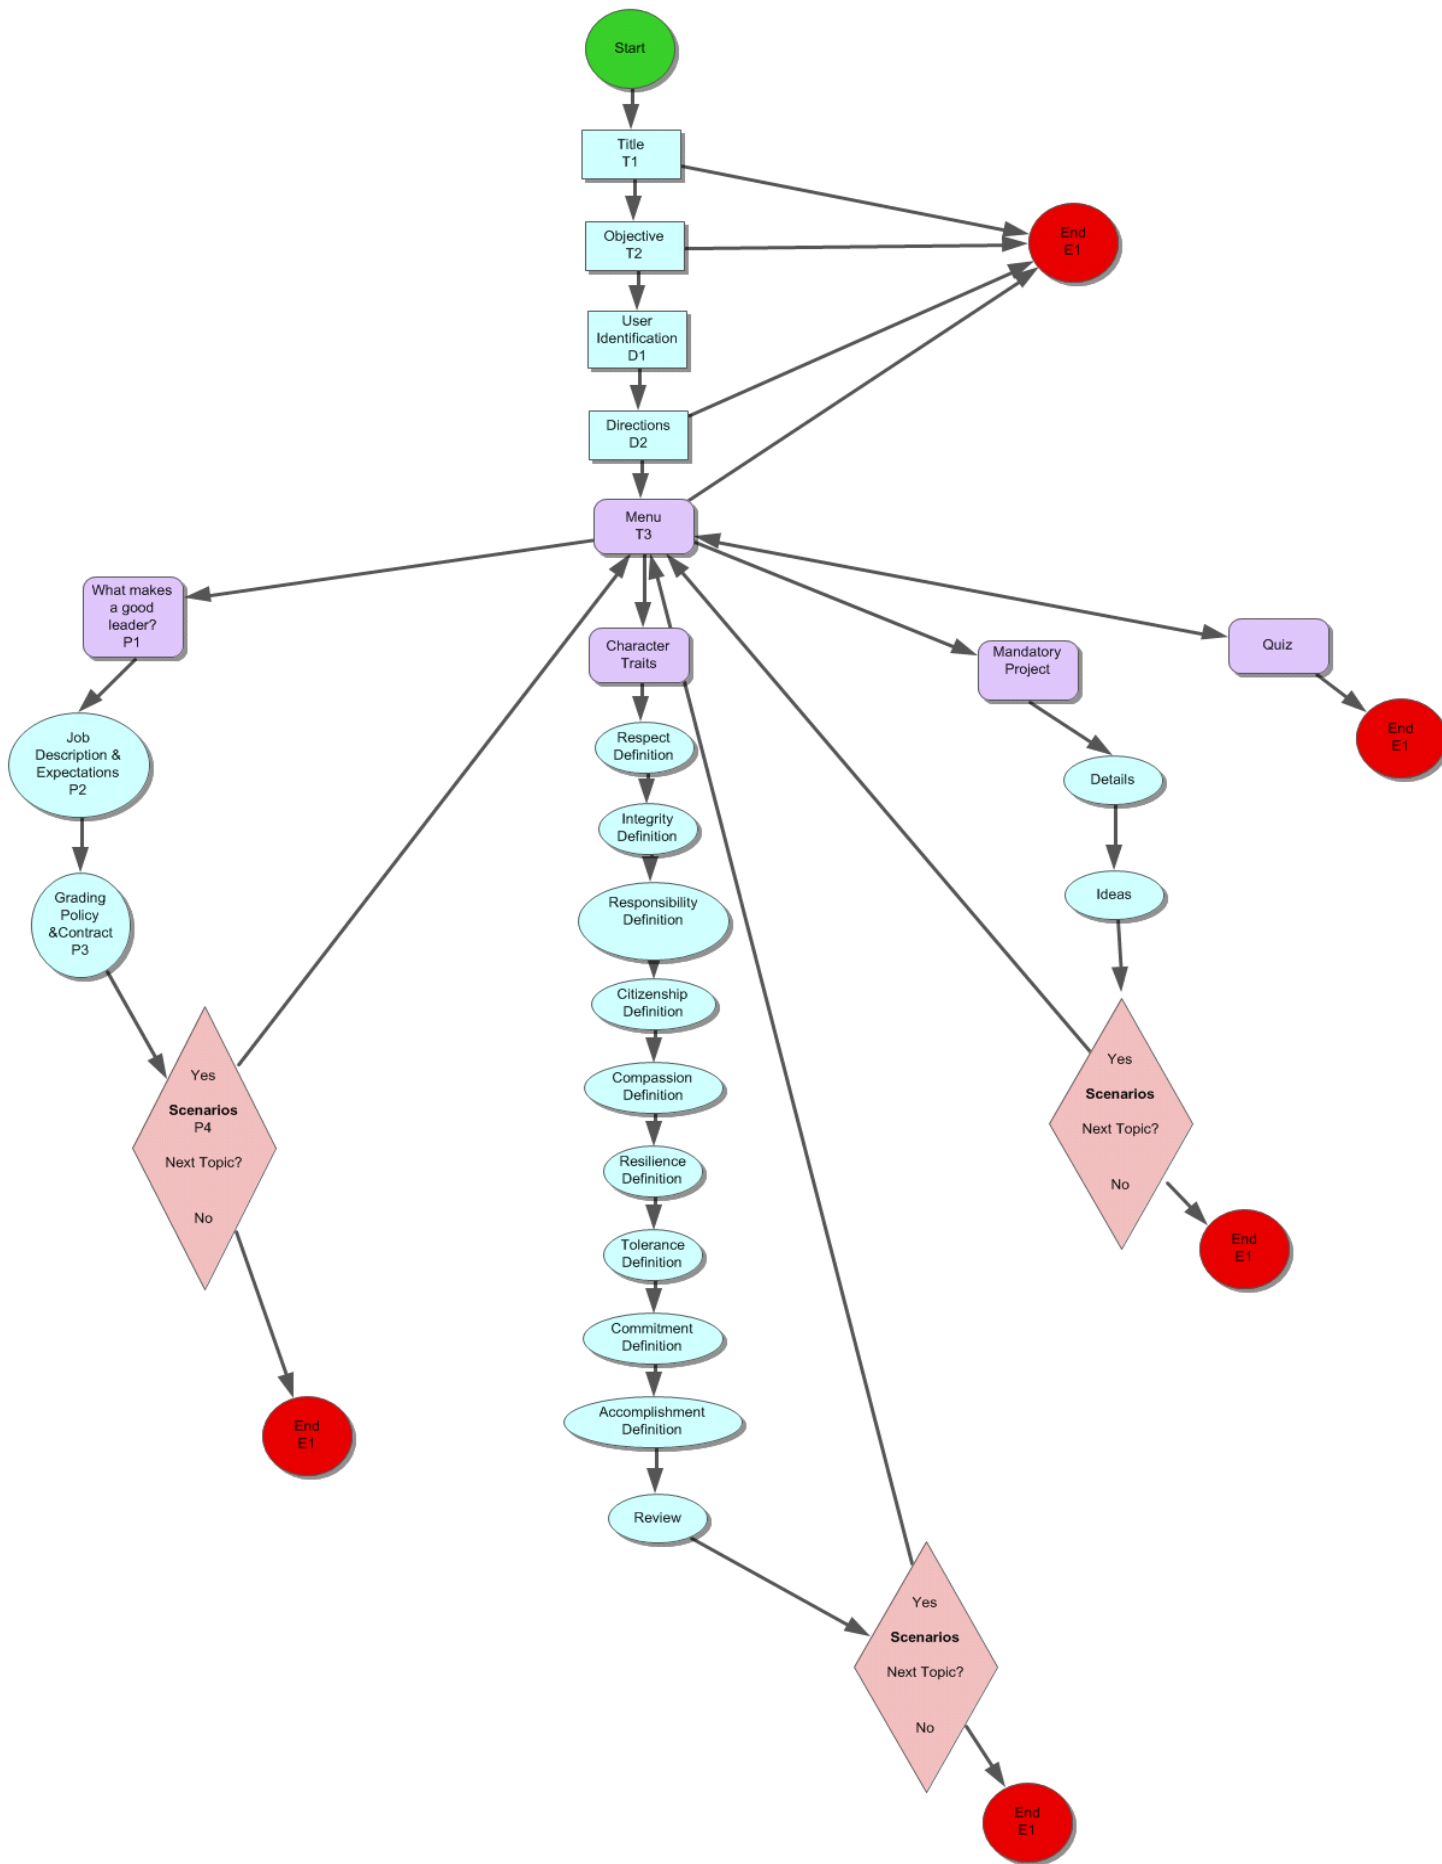 Start
Title
T1
Objective
T2
End
E1
User
Identification
D1
Directions
D2
Menu
T3
What makes
a good
leader?
P1
Job
Description &
Expectations
P2
Grading
Policy
&Contract
P3
Yes
Scenarios
P4
Next Topic?
No
End
E1
Character
Traits
Respect
Definition
Integrity
Definition
Responsibility
Definition
Citizenship
Definition
Compassion
Definition
Resilience
Definition
Tolerance
Definition
Commitment
Definition
Accomplishment
Definition
Review
Yes
Scenarios
Next Topic?
No
End
E1
Mandatory
Project
Details
Ideas
Yes
Scenarios
Next Topic?
No
End
E1
Quiz
End
E1